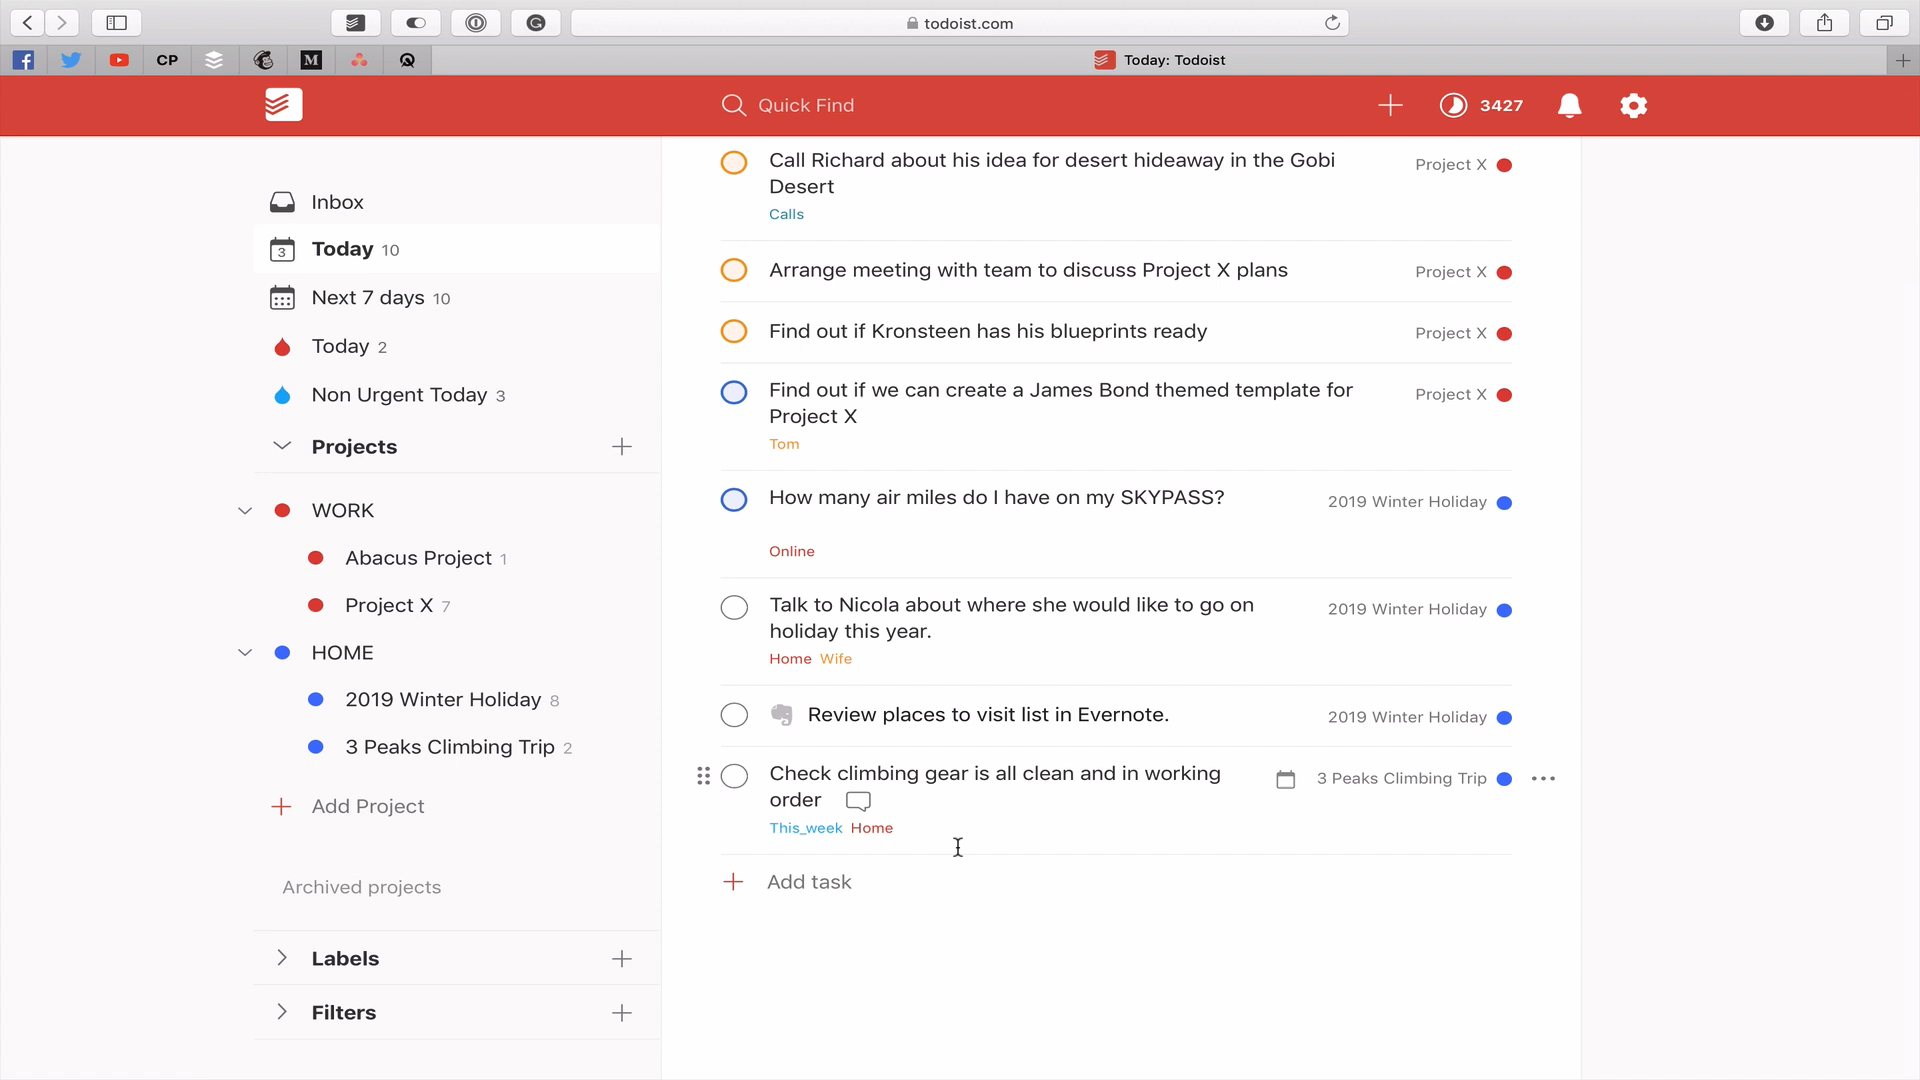 todoist.com
CP
M
Today: Todoist
Quick Find
3427
Inbox
3
Today 10
Next 7 days 10
Today 2
Non Urgent Today 3
Projects
WORK
Abacus Project 1
Project X 7
HOME
2019 Winter Holiday 8
3 Peaks Climbing Trip 2
Add Project
Archived projects
Labels
Filters
Call Richard about his idea for desert hideaway in the Gobi
Desert
Project X
Calls
Arrange meeting with team to discuss Project X plans
Project X
Find out if Kronsteen has his blueprints ready
Project X
Find out if we can create a James Bond themed template for
Project X
Project X
Tom
How many air miles do I have on my SKYPASS?
2019 Winter Holiday
Online
Talk to Nicola about where she would like to go on
holiday this year.
2019 Winter Holiday
Home Wife
Review places to visit list in Evernote.
2019 Winter Holiday
Check climbing gear is all clean and in working
order
3 Peaks Climbing Trip
This_week Home
Add task